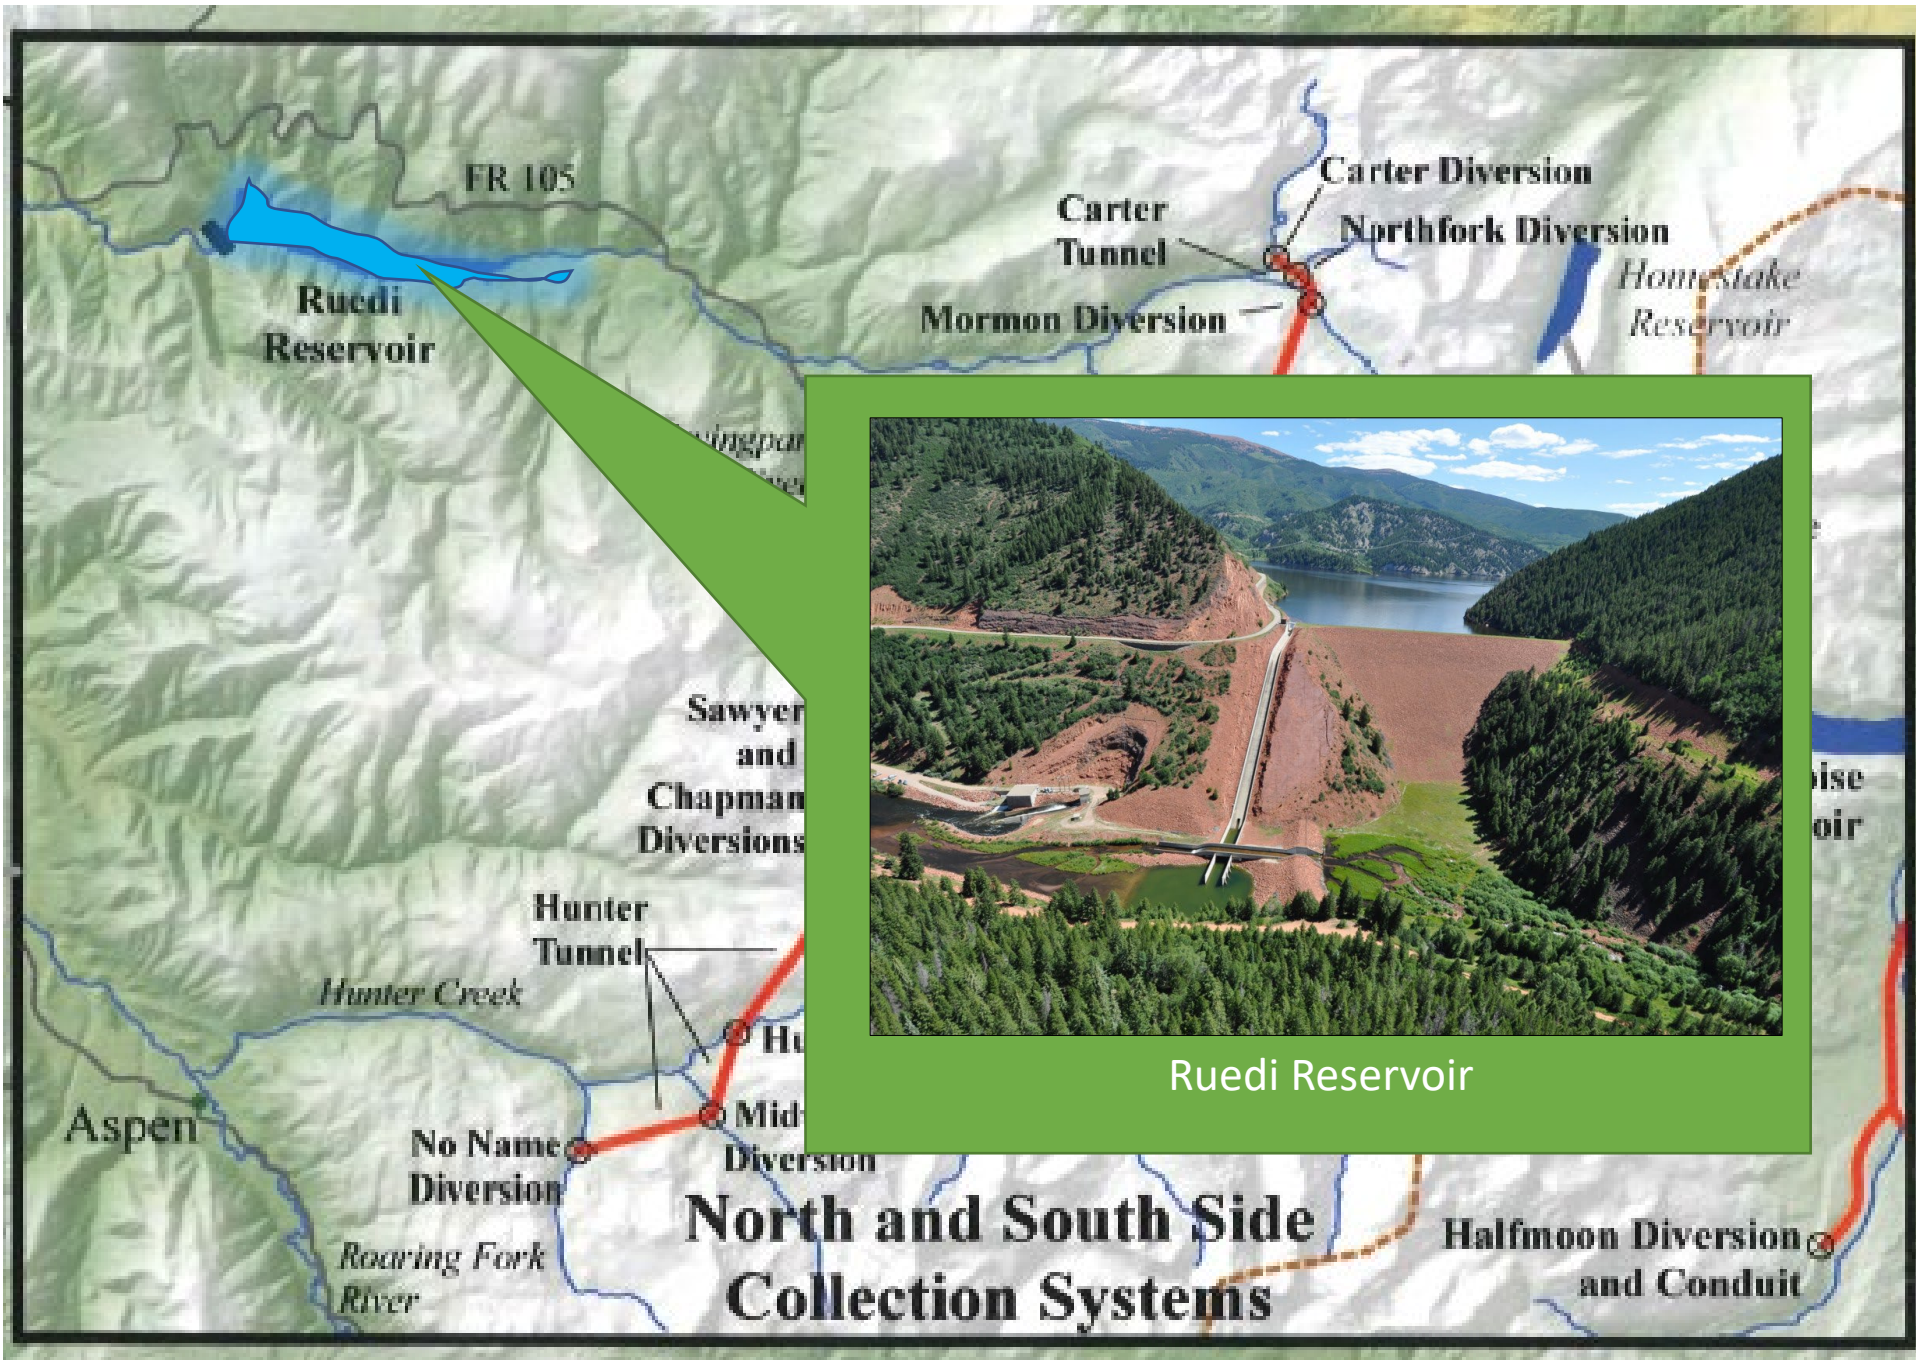 FR 105
Carter Diversion
Carter
Tunnel
Northfork Diversion
Homestake
Reservoir
Ruedi
Reservoir
Mormon Diversion
Sawyer
and
Chapman
Diversions
Hunter
Tunnel
Hunter Creek
Aspen
No Name
Diversion
Diversion
Roaring Fork
River
North and South Side
Collection Systems
Halfmoon Diversion
and Conduit
Ruedi Reservoir